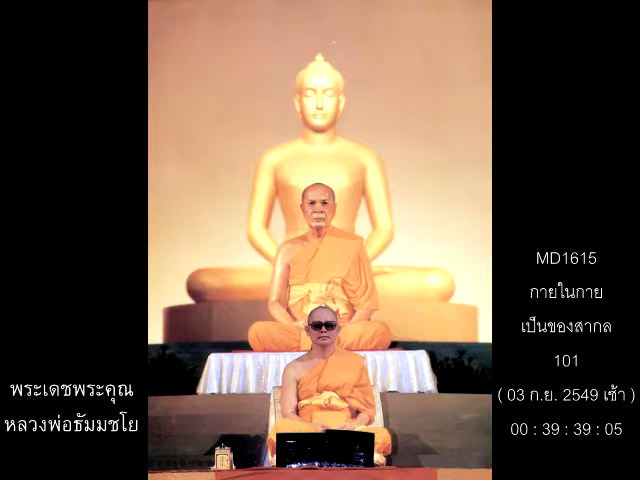 พระเดชพระคุณ
หลวงพ่อธัมมชโย
MD1615
กายในกาย
เป็นของสากล
101
( 03 ก.ย. 2549 เช้า )
00 : 39 : 39 : 05